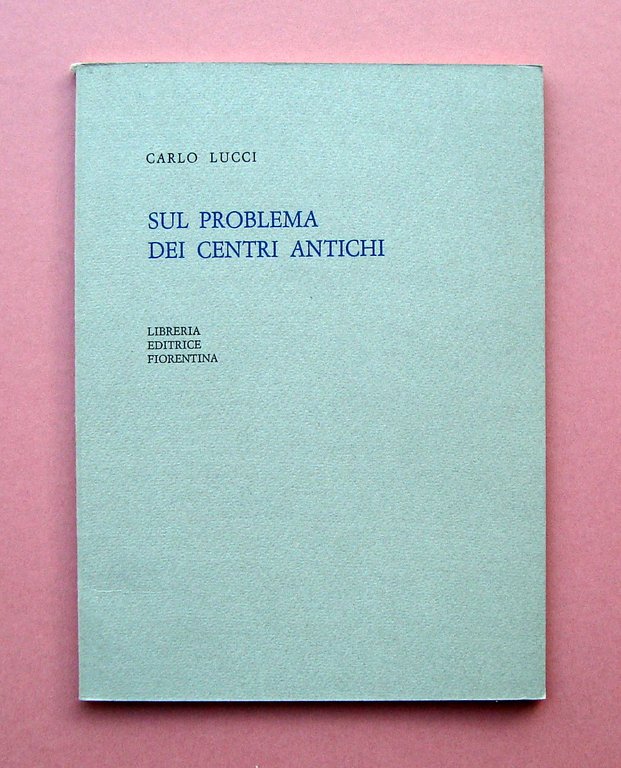 CARLO LUCCI
SUL PROBLEMA
DEI CENTRI ANTICHI
LIBRERIA
EDITRICE
FIORENTINA